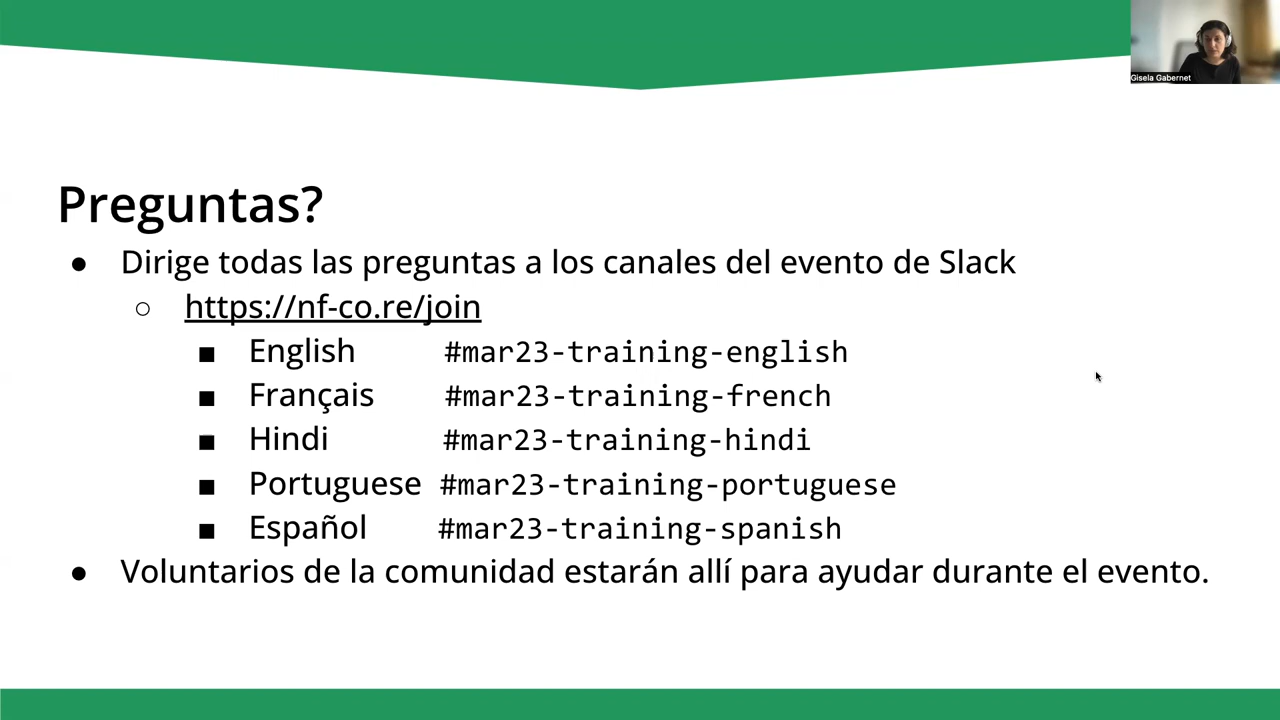 Gisela Gabernet
Preguntas?
● Dirige todas las preguntas a los canales del evento de Slack
○ https://nf-co.re/join
■ English #mar23-training-english
■ Français #mar23-training-french
■ Hindi #mar23-training-hindi
■ Portuguese #mar23-training-portuguese
■ Español #mar23-training-spanish
● Voluntarios de la comunidad estarán allí para ayudar durante el evento.